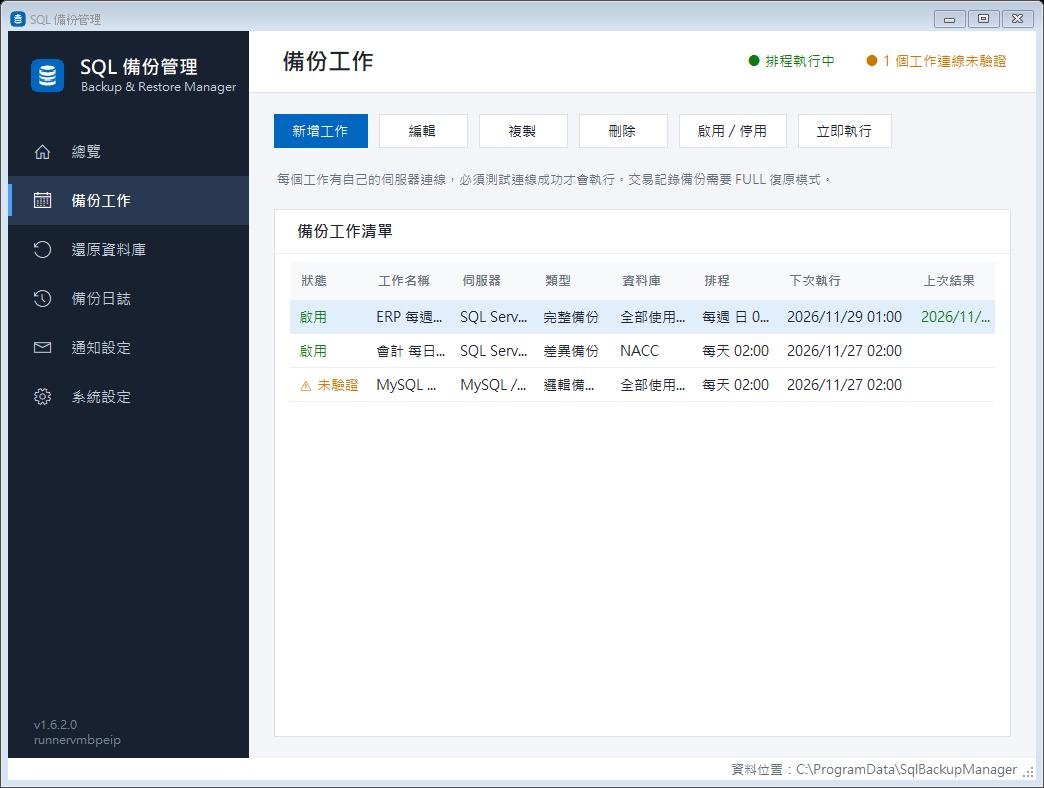 SQL 備份管理
SQL 備份管理
Backup & Restore Manager
總覽
備份工作
還原資料庫
備份日誌
通知設定
系統設定
v1.6.2.0
runnervmbpeip
備份工作
排程執行中
1 個工作連線未驗證
新增工作 編輯 複製 刪除 啟用 / 停用 立即執行
每個工作有自己的伺服器連線，必須測試連線成功才會執行。交易記錄備份需要 FULL 復原模式。
備份工作清單
狀態 工作名稱 伺服器 類型 資料庫 排程 下次執行 上次結果
啟用 ERP 每週... SQL Serv... 完整備份 全部使用... 每週 日 0... 2026/11/29 01:00 2026/11/...
啟用 會計 每日... SQL Serv... 差異備份 NACC 每天 02:00 2026/11/27 02:00
未驗證 MySQL ... MySQL /... 邏輯備... 全部使用... 每天 02:00 2026/11/27 02:00
資料位置：C:\ProgramData\SqlBackupManager